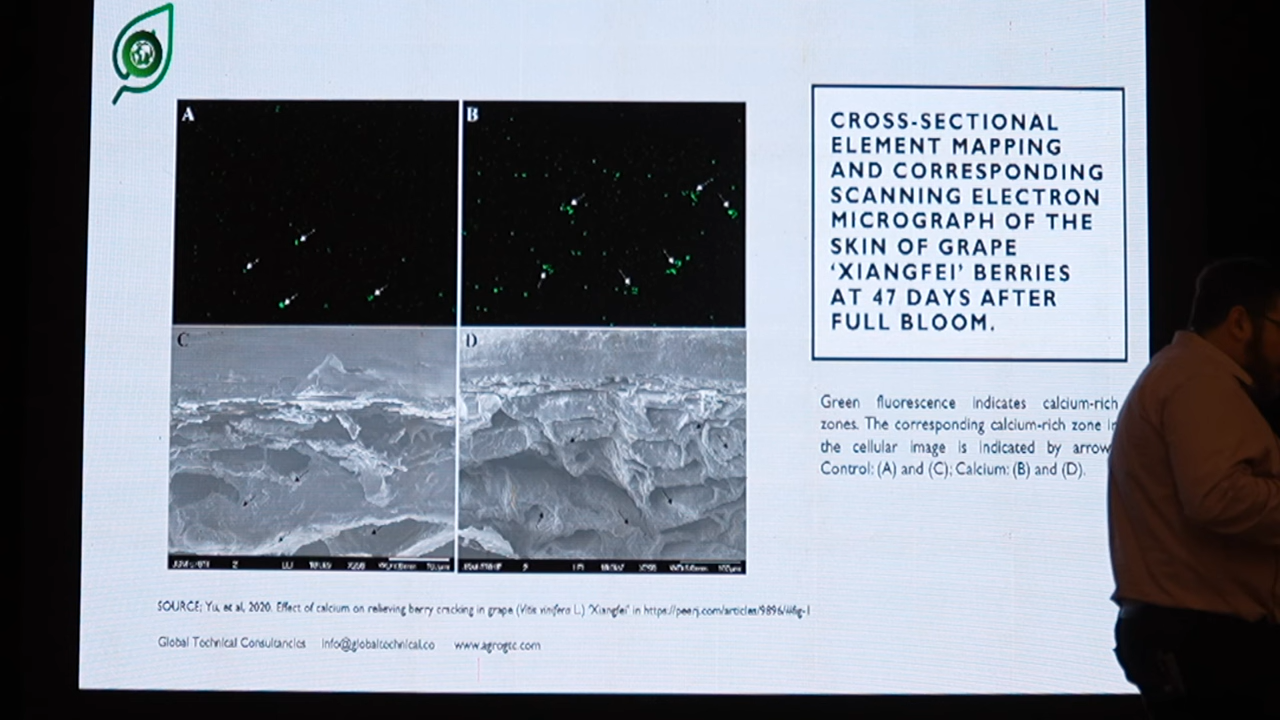 A
B
C
D
CROSS-SECTIONAL
ELEMENT MAPPING
AND CORRESPONDING
SCANNING ELECTRON
MICROGRAPH OF THE
SKIN OF GRAPE
‘XIANGFEI’ BERRIES
AT 47 DAYS AFTER
FULL BLOOM.
Green fluorescence indicates calcium-rich
zones. The corresponding calcium-rich zone
the cellular image is indicated by arrow
Control: (A) and (C); Calcium: (B) and (D).
SOURCE: Yu, et al, 2020. Effect of calcium on relieving berry cracking in grape (Vitis vinifera L.) ‘Xiangfei’ in https://peerj.com/articles/9896/#fig-1
Global Technical Consultancies info@globaltechnical.co www.agrogtc.com